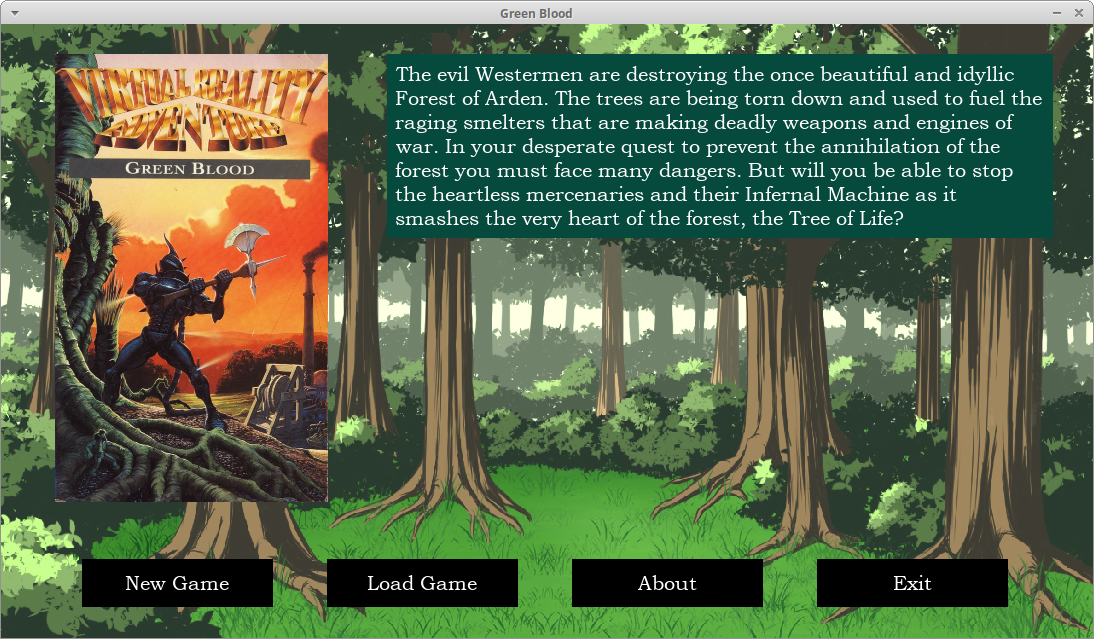 Green Blood
VIRTUAL REALITY
ADVENTURE
GREEN BLOOD
The evil Westermen are destroying the once beautiful and idyllic
Forest of Arden. The trees are being torn down and used to fuel the
raging smelters that are making deadly weapons and engines of
war. In your desperate quest to prevent the annihilation of the
forest you must face many dangers. But will you be able to stop
the heartless mercenaries and their Infernal Machine as it
smashes the very heart of the forest, the Tree of Life?
New Game
Load Game
About
Exit